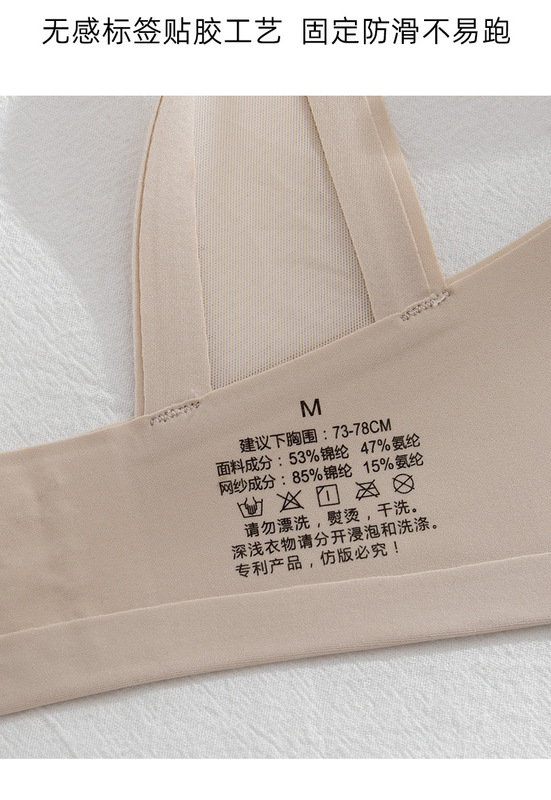 无感标签贴胶工艺 固定防滑不易跑
M
建议下胸围：73-78CM
面料成分：53%锦纶 47%氨纶
网纱成分：85%锦纶 15%氨纶
请勿漂洗，熨烫，干洗。
深浅衣物请分开浸泡和洗涤。
专利产品，仿版必究！